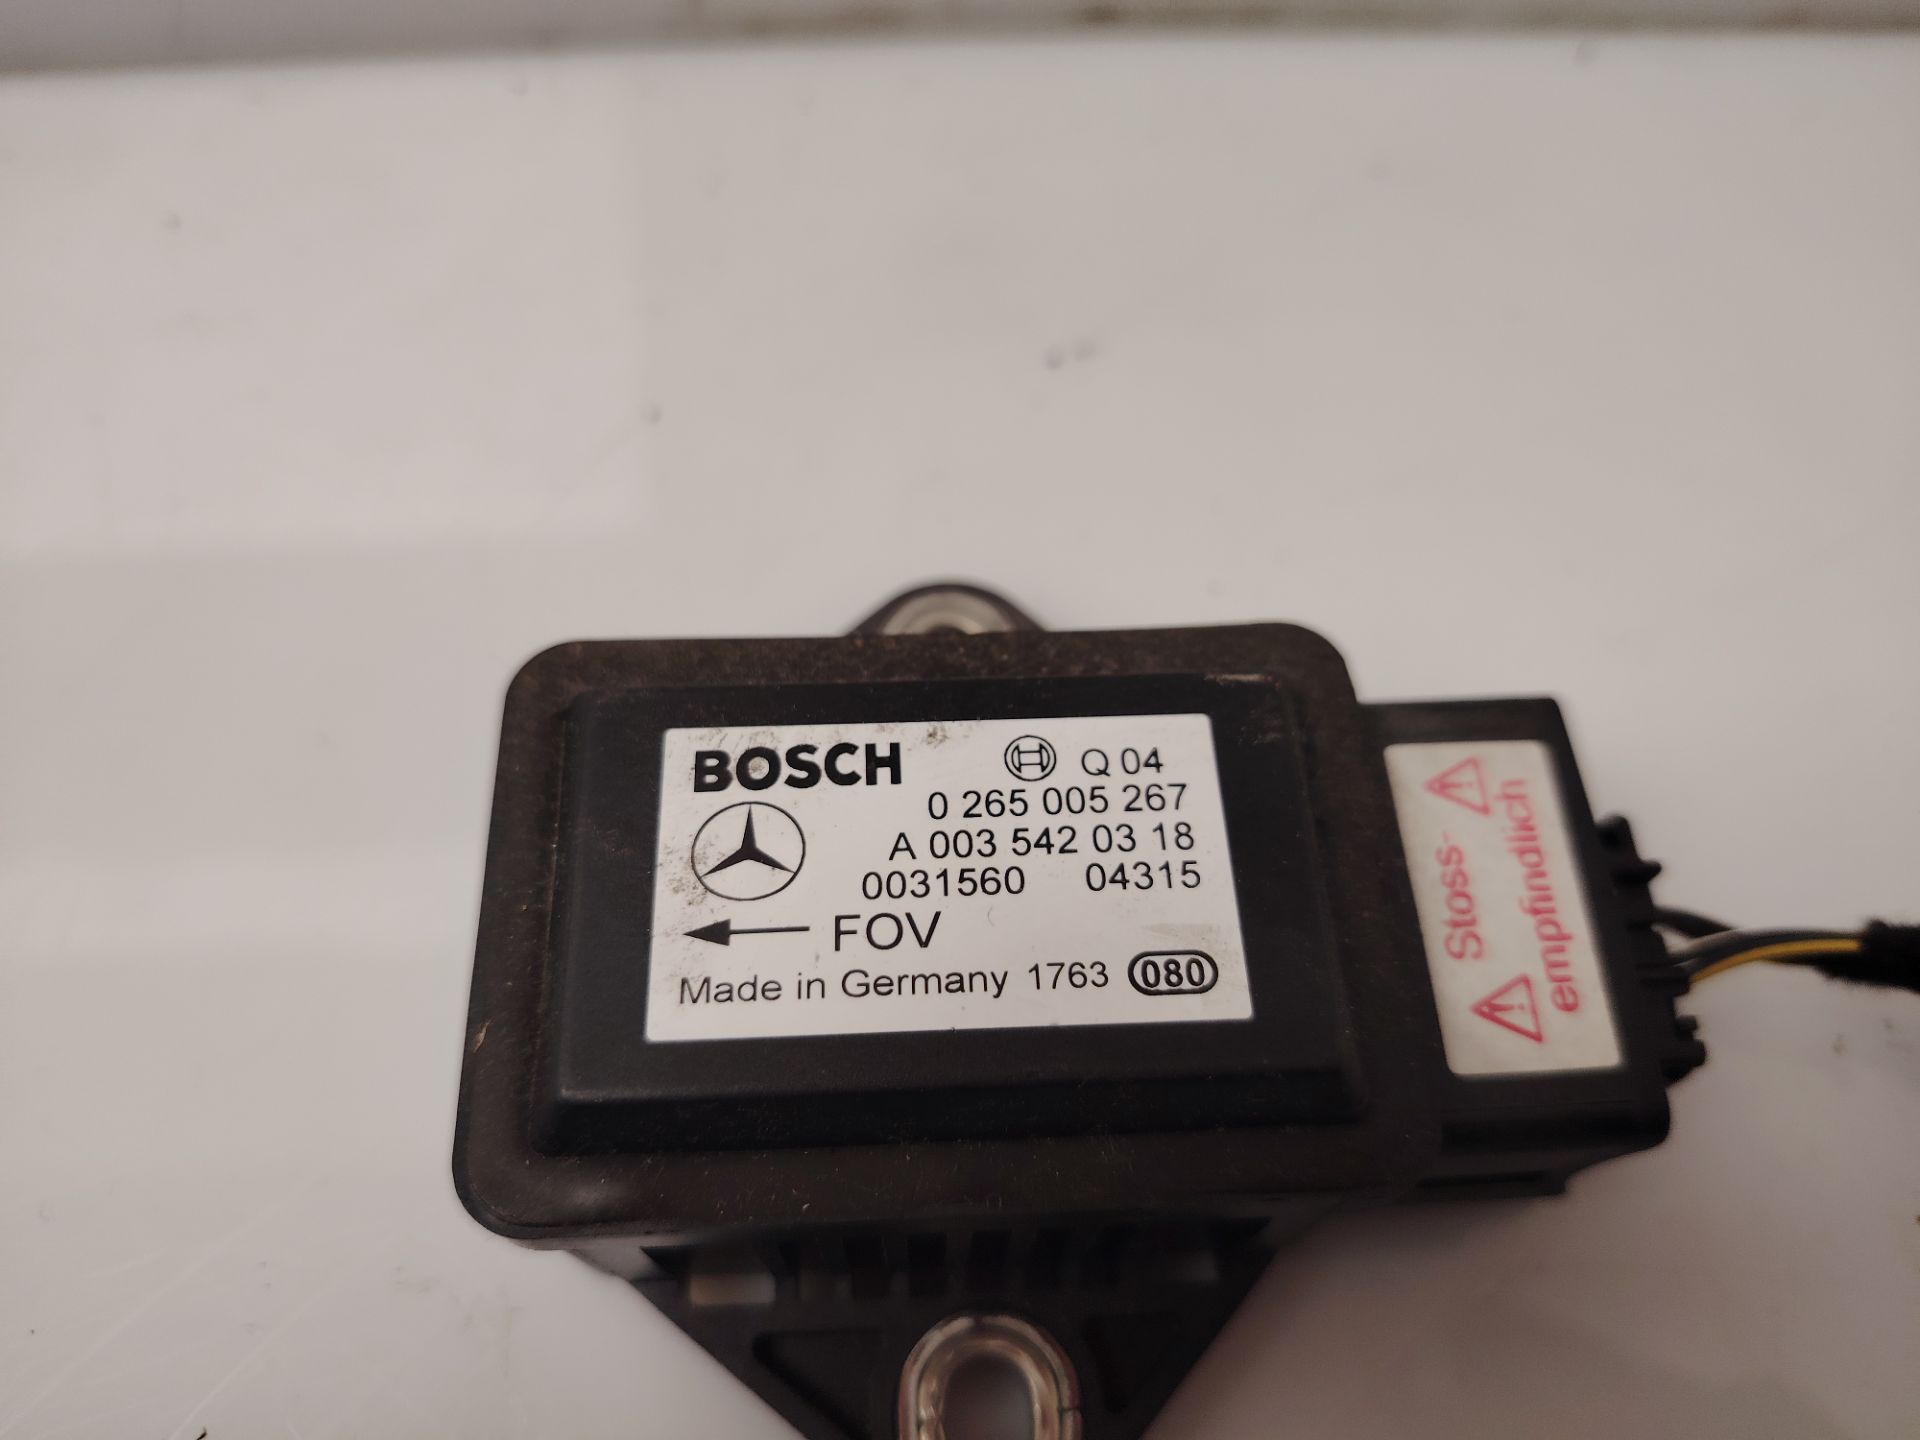 BOSCH Q 04
0 265 005 267
A 003 542 03 18
0031560 04315
FOV
Made in Germany 1763 080
Stoss-
empfindlich